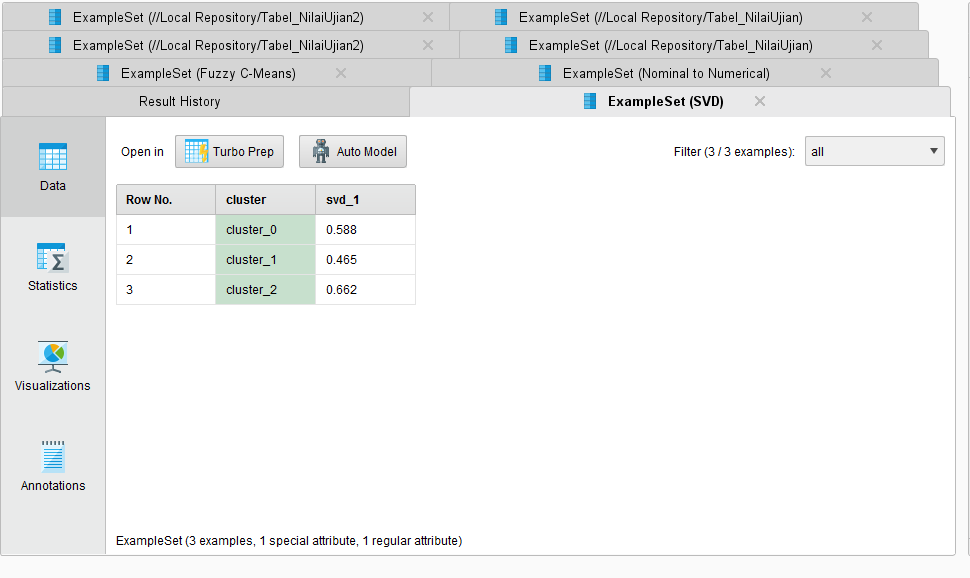 ExampleSet (//Local Repository/Tabel_NilaiUjian2)
ExampleSet (//Local Repository/Tabel_NilaiUjian)
ExampleSet (//Local Repository/Tabel_NilaiUjian2)
ExampleSet (//Local Repository/Tabel_NilaiUjian)
ExampleSet (Fuzzy C-Means)
ExampleSet (Nominal to Numerical)
Result History
ExampleSet (SVD)
Data
Statistics
Visualizations
Annotations
Open in
Turbo Prep
Auto Model
Filter (3 / 3 examples):
all
Row No. cluster svd_1
1 cluster_0 0.588
2 cluster_1 0.465
3 cluster_2 0.662
ExampleSet (3 examples, 1 special attribute, 1 regular attribute)